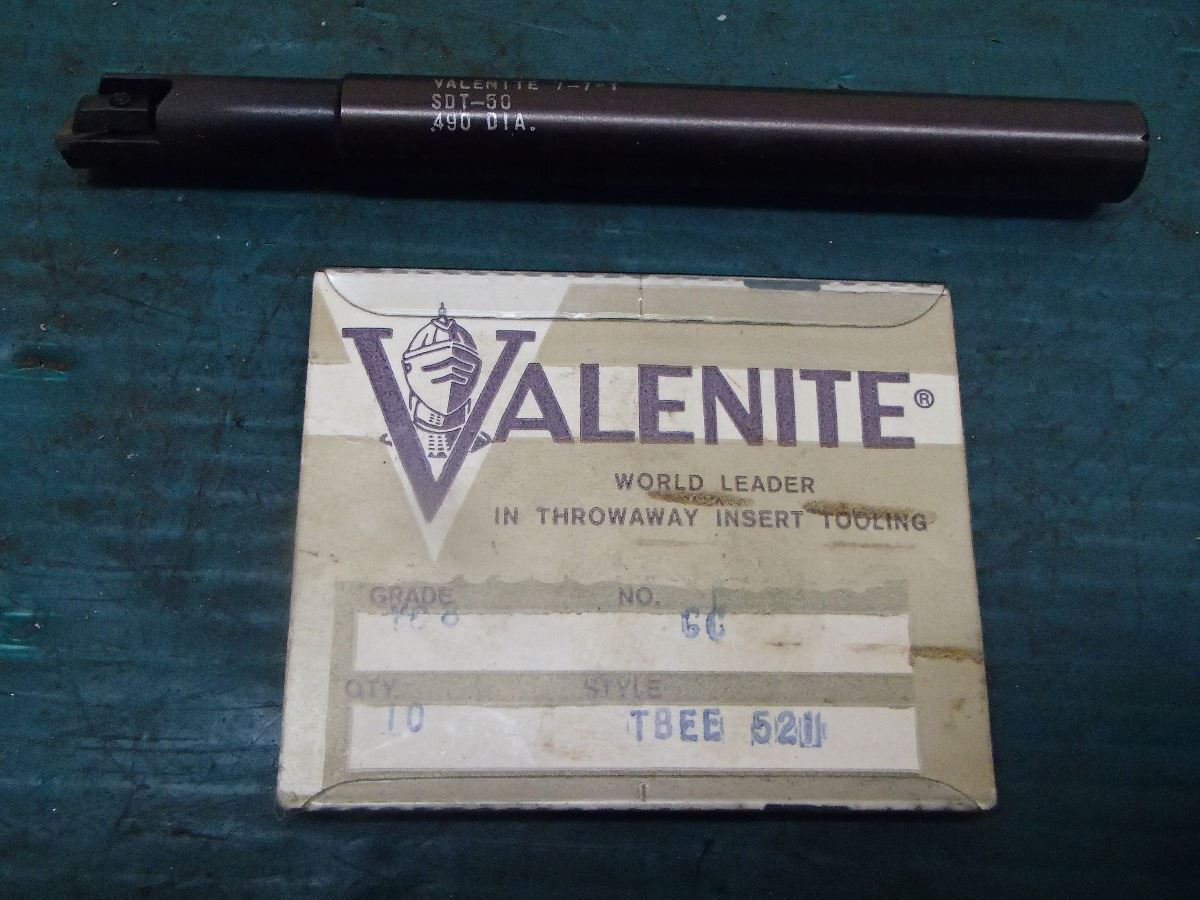 VALENITE
SDT-50
.490 DIA.
VALENITE®
WORLD LEADER
IN THROWAWAY INSERT TOOLING
GRADE NO.
GC
QTY. STYLE
10 TBEE 521